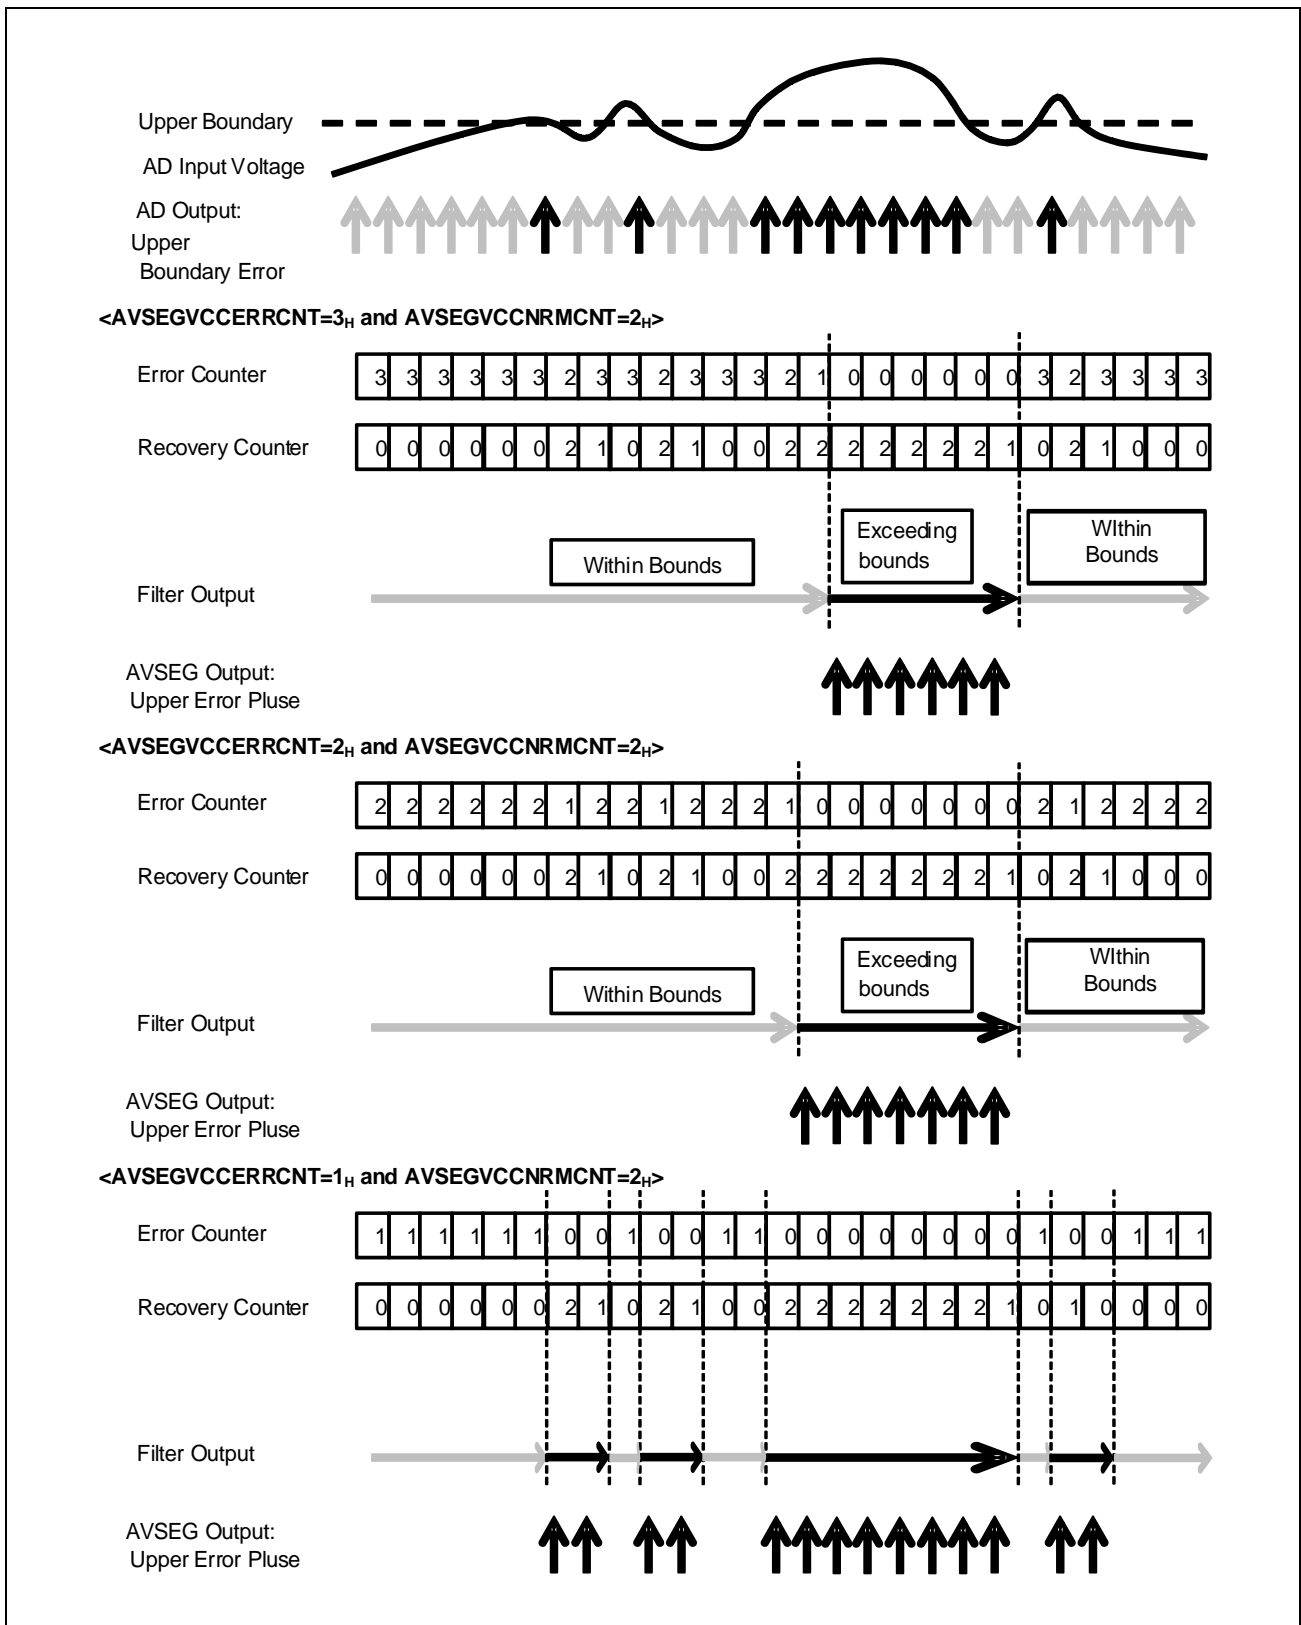 Upper Boundary
AD Input Voltage
AD Output:
Upper
Boundary Error
<AVSEGVCCERRCNT=3H and AVSEGVCCNRMCNT=2H>
Error Counter 3 3 3 3 3 3 2 3 3 2 3 3 3 2 1 0 0 0 0 0 0 3 2 3 3 3 3
Recovery Counter 0 0 0 0 0 0 2 1 0 2 1 0 0 2 2 2 2 2 2 2 1 0 2 1 0 0 0
Within Bounds
Exceeding
bounds
WIthin
Bounds
Filter Output
AVSEG Output:
Upper Error Pluse
<AVSEGVCCERRCNT=2H and AVSEGVCCNRMCNT=2H>
Error Counter 2 2 2 2 2 2 1 2 2 1 2 2 2 1 0 0 0 0 0 0 0 2 1 2 2 2 2
Recovery Counter 0 0 0 0 0 0 2 1 0 2 1 0 0 2 2 2 2 2 2 2 1 0 2 1 0 0 0
Within Bounds
Exceeding
bounds
WIthin
Bounds
Filter Output
AVSEG Output:
Upper Error Pluse
<AVSEGVCCERRCNT=1H and AVSEGVCCNRMCNT=2H>
Error Counter 1 1 1 1 1 1 0 0 1 0 0 1 1 0 0 0 0 0 0 0 0 1 0 0 1 1 1
Recovery Counter 0 0 0 0 0 0 2 1 0 2 1 0 0 2 2 2 2 2 2 2 1 0 1 0 0 0 0
Filter Output
AVSEG Output:
Upper Error Pluse